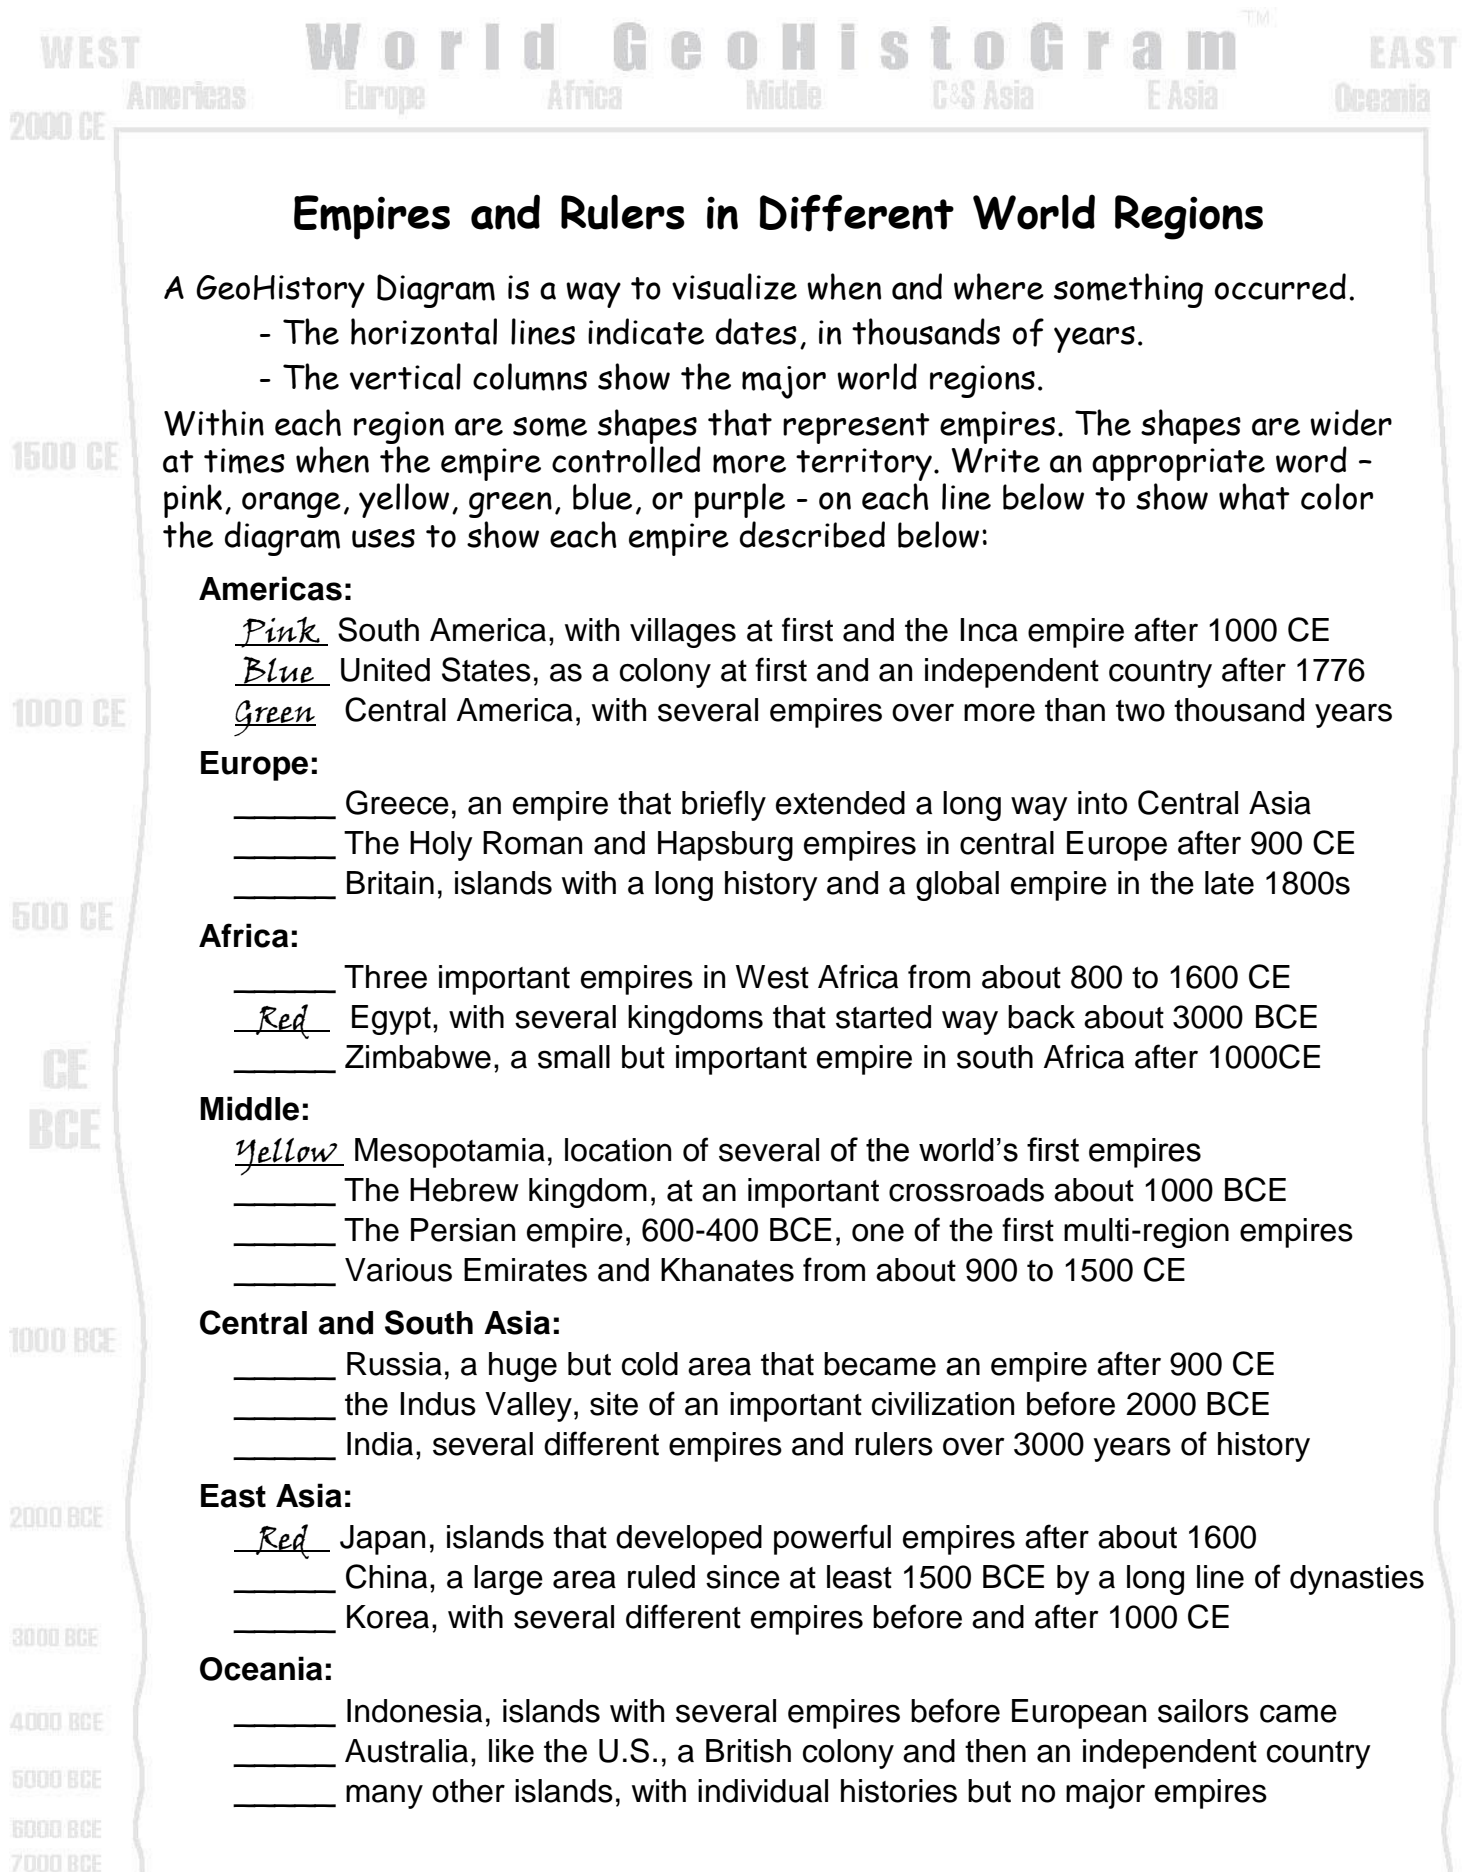 World GeoHistoGram™
WEST EAST
Americas Europe Africa Middle C&S Asia E Asia Oceania
2000 CE
Empires and Rulers in Different World Regions
A GeoHistory Diagram is a way to visualize when and where something occurred.
- The horizontal lines indicate dates, in thousands of years.
- The vertical columns show the major world regions.
Within each region are some shapes that represent empires. The shapes are wider
1500 CE
at times when the empire controlled more territory. Write an appropriate word –
pink, orange, yellow, green, blue, or purple - on each line below to show what color
the diagram uses to show each empire described below:
Americas:
Pink South America, with villages at first and the Inca empire after 1000 CE
Blue United States, as a colony at first and an independent country after 1776
1000 CE
Green Central America, with several empires over more than two thousand years
Europe:
_____ Greece, an empire that briefly extended a long way into Central Asia
_____ The Holy Roman and Hapsburg empires in central Europe after 900 CE
_____ Britain, islands with a long history and a global empire in the late 1800s
500 CE
Africa:
_____ Three important empires in West Africa from about 800 to 1600 CE
Red Egypt, with several kingdoms that started way back about 3000 BCE
_____ Zimbabwe, a small but important empire in south Africa after 1000CE
CE
BCE
Middle:
Yellow Mesopotamia, location of several of the world's first empires
_____ The Hebrew kingdom, at an important crossroads about 1000 BCE
_____ The Persian empire, 600-400 BCE, one of the first multi-region empires
_____ Various Emirates and Khanates from about 900 to 1500 CE
Central and South Asia:
1000 BCE
_____ Russia, a huge but cold area that became an empire after 900 CE
_____ the Indus Valley, site of an important civilization before 2000 BCE
_____ India, several different empires and rulers over 3000 years of history
East Asia:
2000 BCE
Red Japan, islands that developed powerful empires after about 1600
_____ China, a large area ruled since at least 1500 BCE by a long line of dynasties
_____ Korea, with several different empires before and after 1000 CE
3000 BCE
Oceania:
_____ Indonesia, islands with several empires before European sailors came
4000 BCE
_____ Australia, like the U.S., a British colony and then an independent country
5000 BCE
_____ many other islands, with individual histories but no major empires
6000 BCE
7000 BCE